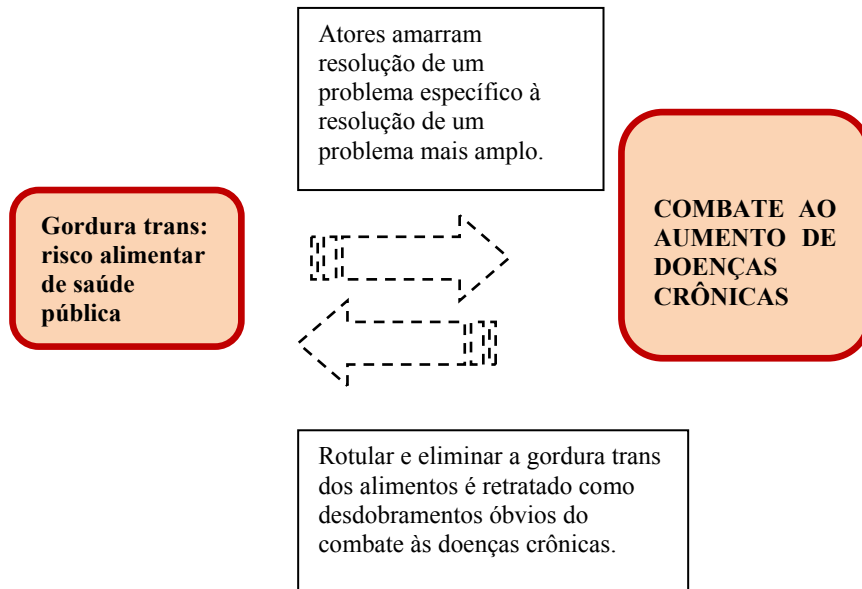 Atores amarram
resolução de um
problema específico à
resolução de um
problema mais amplo.
Gordura trans:
risco alimentar
de saúde
pública
COMBATE AO
AUMENTO DE
DOENÇAS
CRÔNICAS
Rotular e eliminar a gordura trans
dos alimentos é retratado como
desdobramentos óbvios do
combate às doenças crônicas.